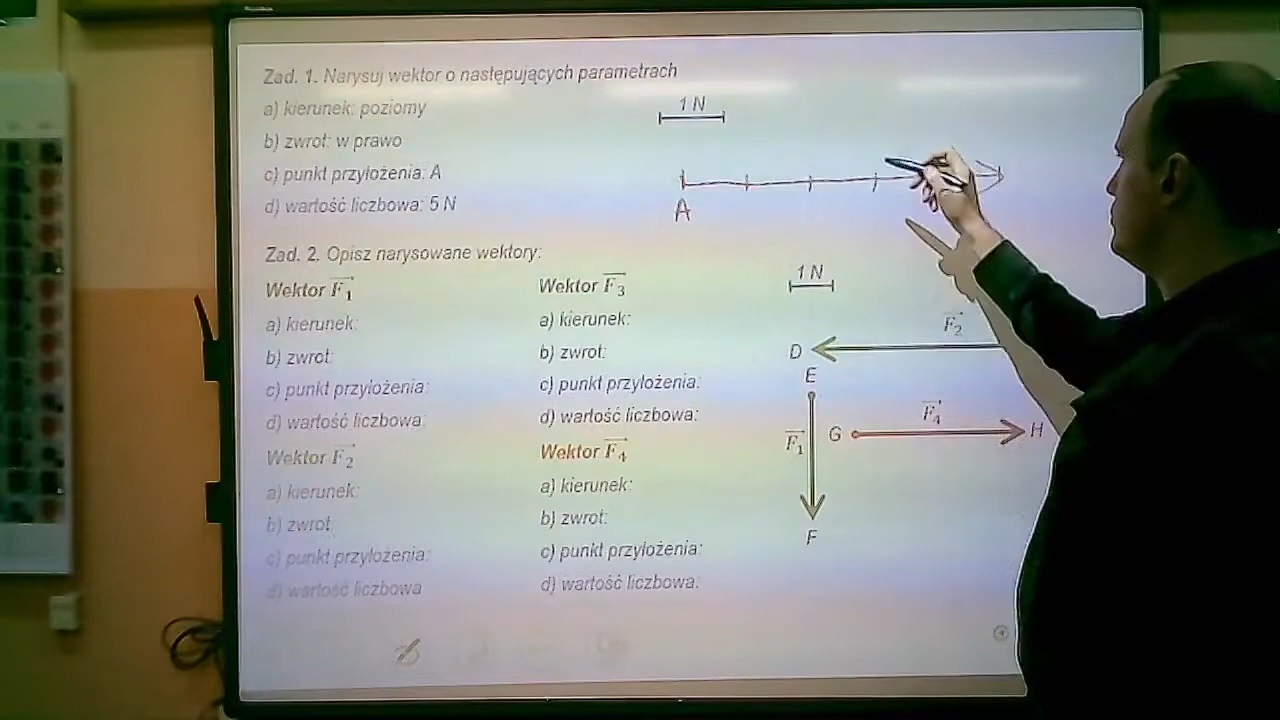 Zad. 1. Narysuj wektor o następujących parametrach
a) kierunek: poziomy
b) zwrot: w prawo
c) punkt przyłożenia: A
d) wartość liczbowa: 5 N
1 N
A
Zad. 2. Opisz narysowane wektory:
Wektor F₁
a) kierunek:
b) zwrot:
c) punkt przyłożenia:
d) wartość liczbowa:
Wektor F₂
a) kierunek:
b) zwrot:
c) punkt przyłożenia:
d) wartość liczbowa
Wektor F₃
a) kierunek:
b) zwrot:
c) punkt przyłożenia:
d) wartość liczbowa:
Wektor F₄
a) kierunek:
b) zwrot:
c) punkt przyłożenia:
d) wartość liczbowa:
1 N
F₂
D
E
F₁
F
G
F₄
H